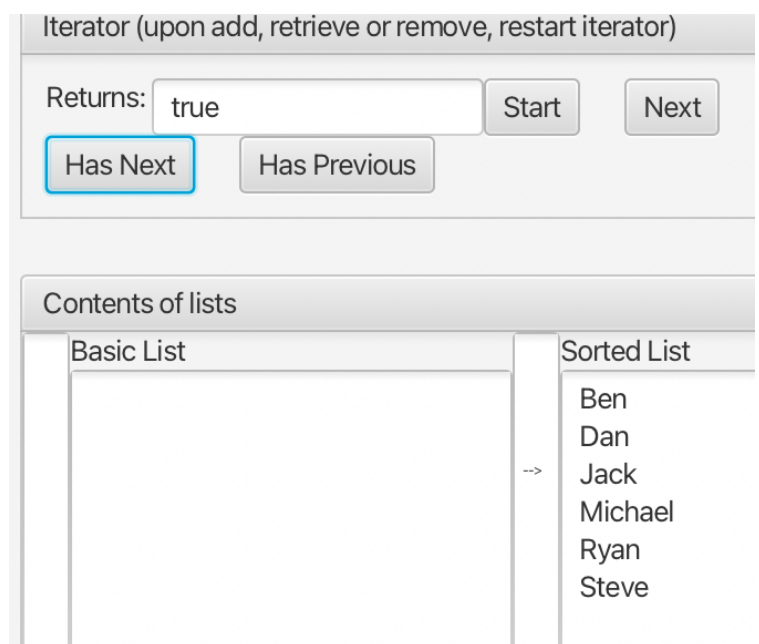 Iterator (upon add, retrieve or remove, restart iterator)
Returns: true Start Next
Has Next Has Previous
Contents of lists
Basic List Sorted List
Ben
Dan
--> Jack
Michael
Ryan
Steve